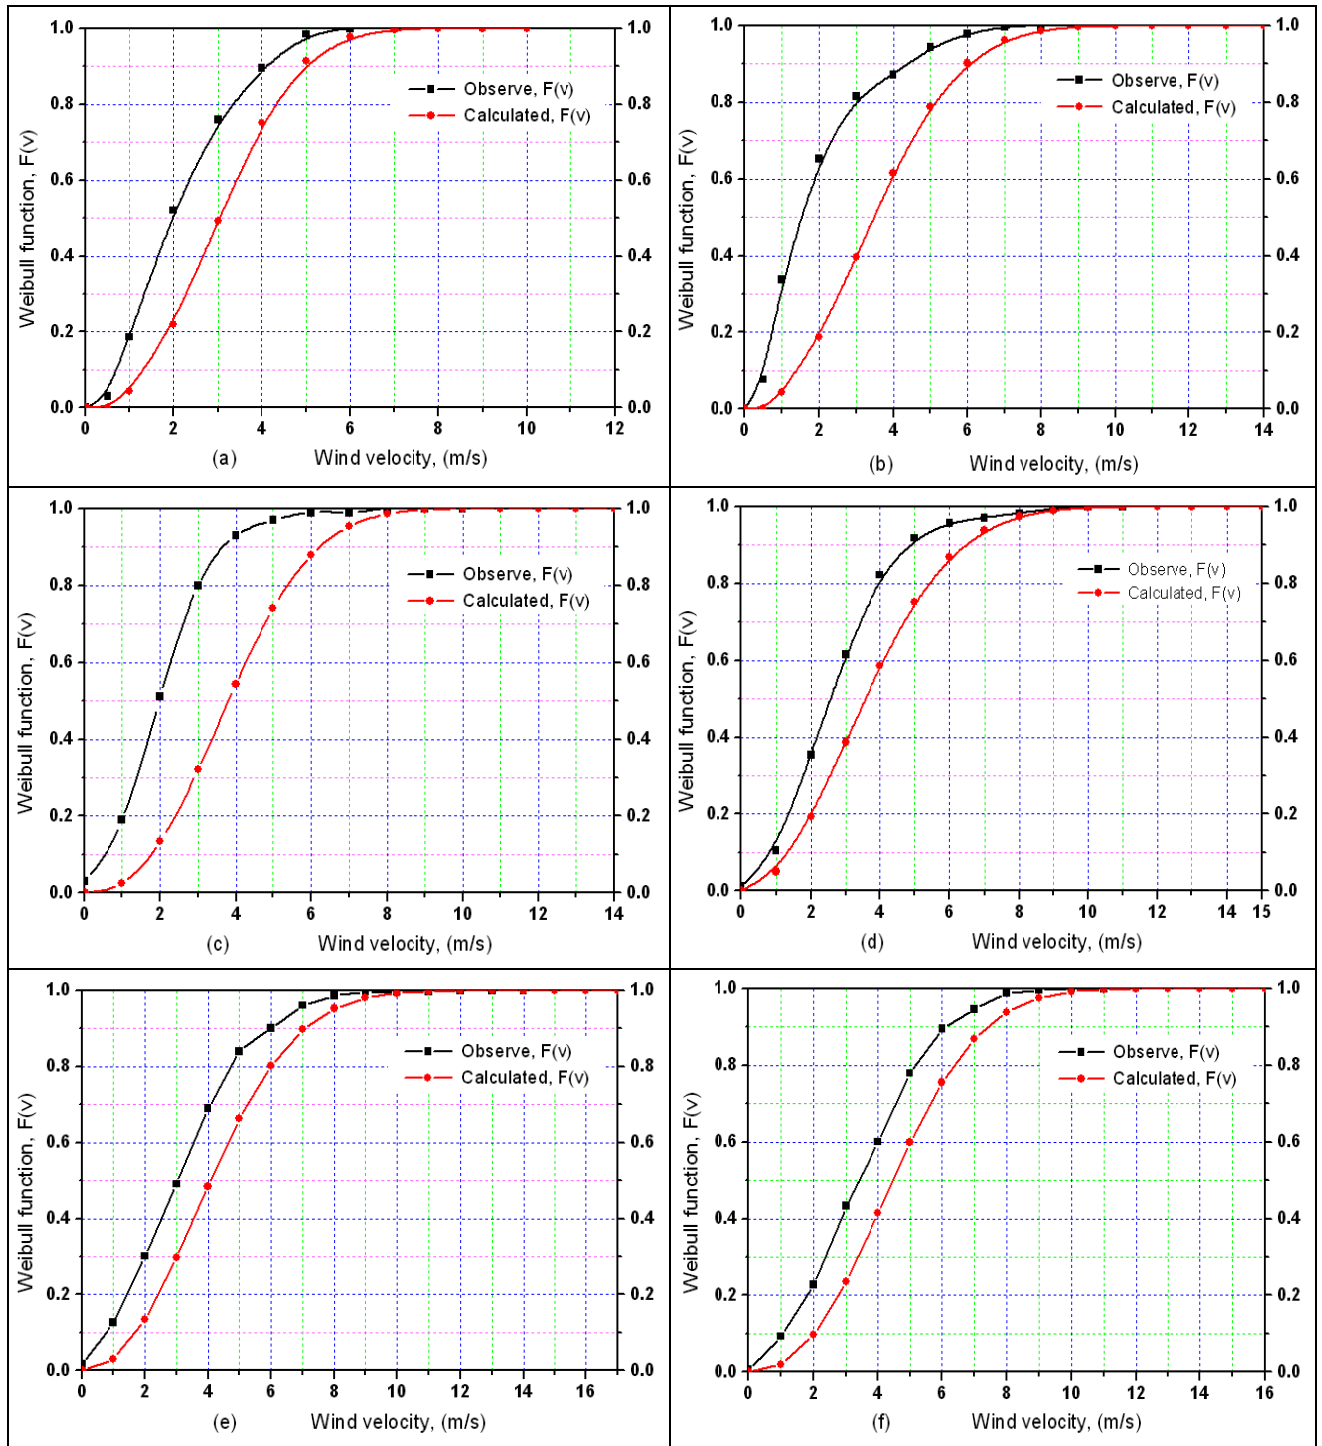 1.0
0.8
0.6
0.4
0.2
0.0
Weibull function, F(v)
1.0
0.8
0.6
0.4
0.2
0.0
Observe, F(v)
Calculated, F(v)
0 2 4 6 8 10 12
(a) Wind velocity, (m/s)
1.0
0.8
0.6
0.4
0.2
0.0
Weibull function, F(v)
1.0
0.8
0.6
0.4
0.2
0.0
Observe, F(v)
Calculated, F(v)
0 2 4 6 8 10 12 14
(b) Wind velocity, (m/s)
1.0
0.8
0.6
0.4
0.2
0.0
Weibull function, F(v)
1.0
0.8
0.6
0.4
0.2
0.0
Observe, F(v)
Calculated, F(v)
0 2 4 6 8 10 12 14
(c) Wind velocity, (m/s)
1.0
0.8
0.6
0.4
0.2
0.0
Weibull function, F(v)
1.0
0.8
0.6
0.4
0.2
0.0
Observe, F(v)
Calculated, F(v)
0 2 4 6 8 10 12 14 15
(d) Wind velocity, (m/s)
1.0
0.8
0.6
0.4
0.2
0.0
Weibull function, F(v)
1.0
0.8
0.6
0.4
0.2
0.0
Observe, F(v)
Calculated, F(v)
0 2 4 6 8 10 12 14 16
(e) Wind velocity, (m/s)
1.0
0.8
0.6
0.4
0.2
0.0
Weibull function, F(v)
1.0
0.8
0.6
0.4
0.2
0.0
Observe, F(v)
Calculated, F(v)
0 2 4 6 8 10 12 14 16
(f) Wind velocity, (m/s)